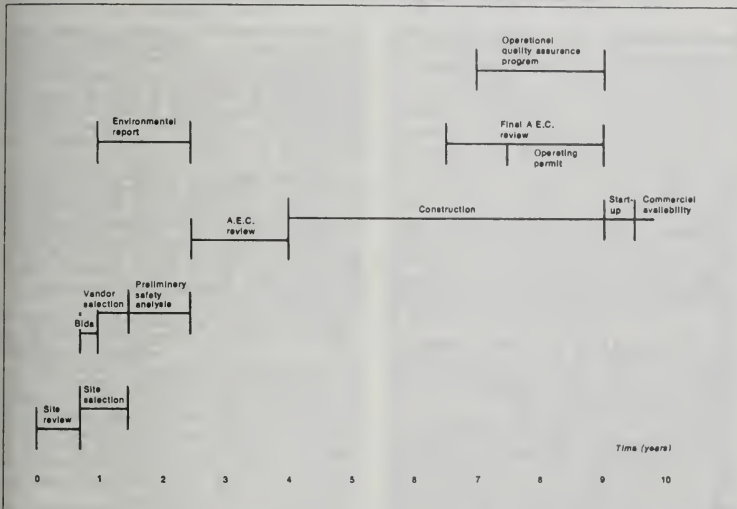 Operational
quality assurance
program
Environmental
report
Final A.E.C.
review
Operating
permit
Construction
Start-
up
Commercial
availability
A.E.C.
review
Vendor
selection
Preliminary
safety
analysis
Bids
Site
selection
Site
review
Time (years)
0 1 2 3 4 5 6 7 8 9 10